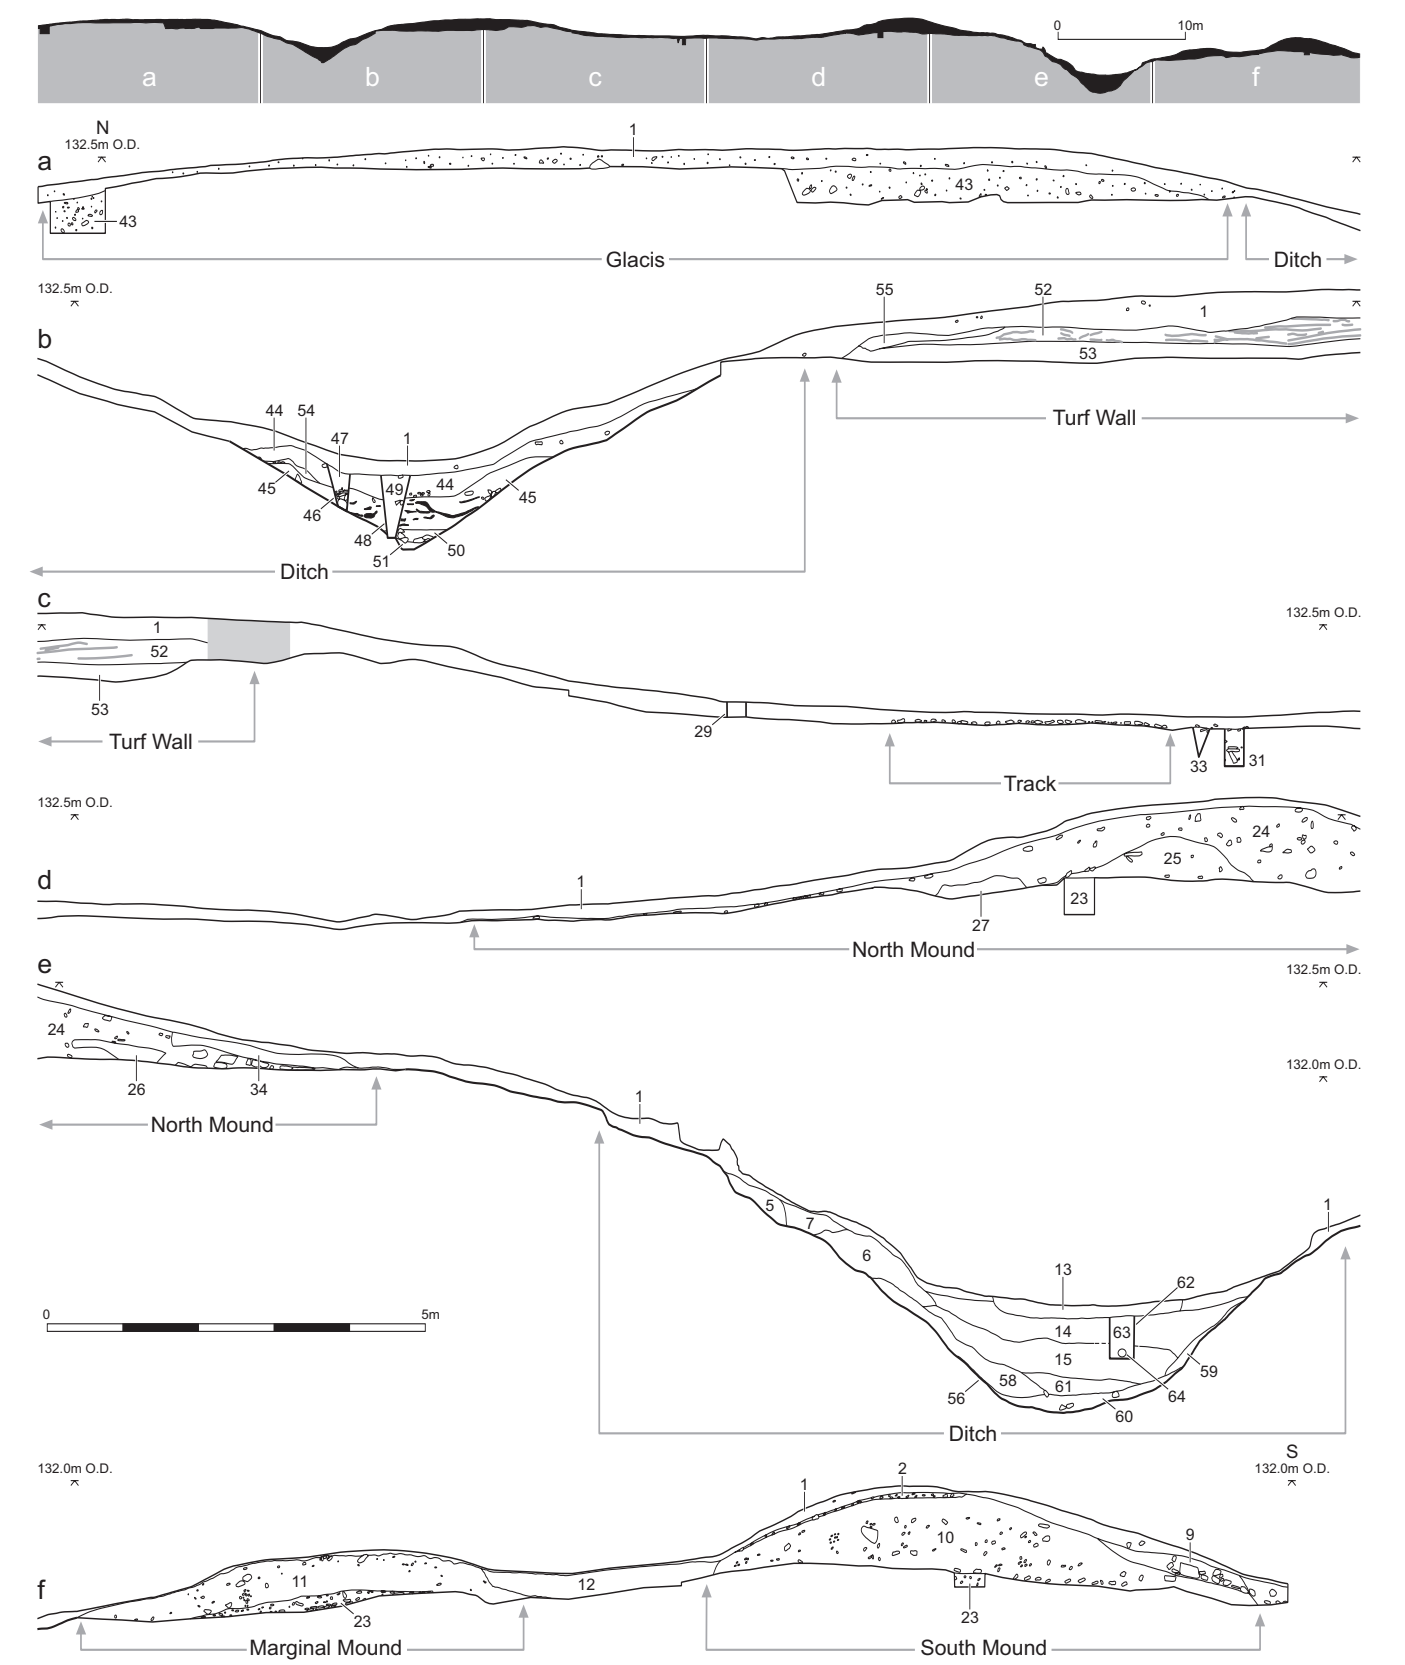 0 10m
a b c d e f
N
132.5m O.D.
1
a
43
43
Glacis
Ditch
132.5m O.D.
55 52
1
b
53
44 54
47 1
Turf Wall
45 49 44 45
46
48
51 50
Ditch
c
132.5m O.D.
1
52
53
29
Turf Wall
33 31
Track
132.5m O.D.
24
25
d
1
23
27
North Mound
e
132.5m O.D.
24
132.0m O.D.
26 34
1
North Mound
5
7
1
6
13 62
0 5m
14 63
15
59
58 61
56 64
60
Ditch
S
132.0m O.D.
132.0m O.D.
2
1
10
9
11
f
12
23
23
Marginal Mound
South Mound